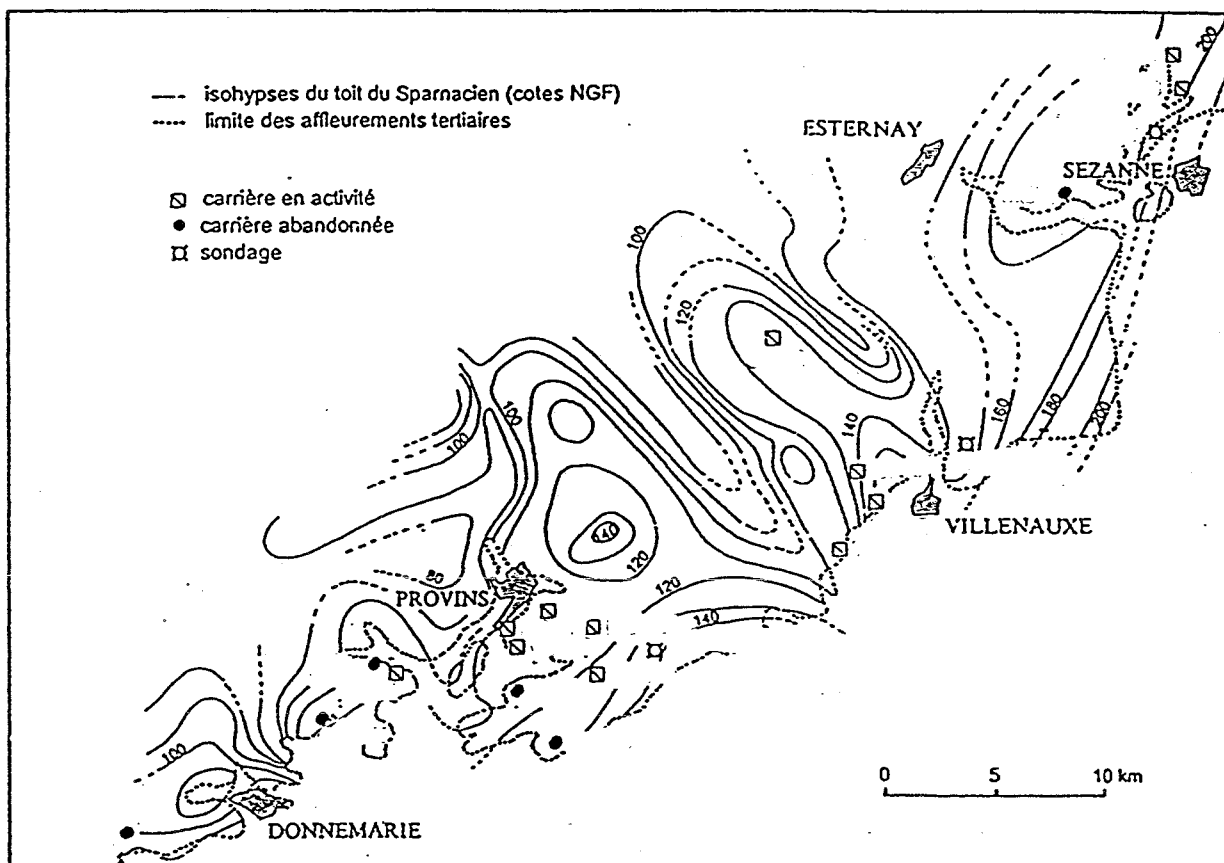 isohypses du toit du Sparnacien (cotes NGF)
limite des affleurements tertiaires
carrière en activité
carrière abandonnée
sondage
200
ESTERNAY
SEZANNE
100
120
160
180
200
140
100
100
140
120
VILLENAUXE
80
PROVINS
120
140
100
DONNEMARIE
0 5 10 km